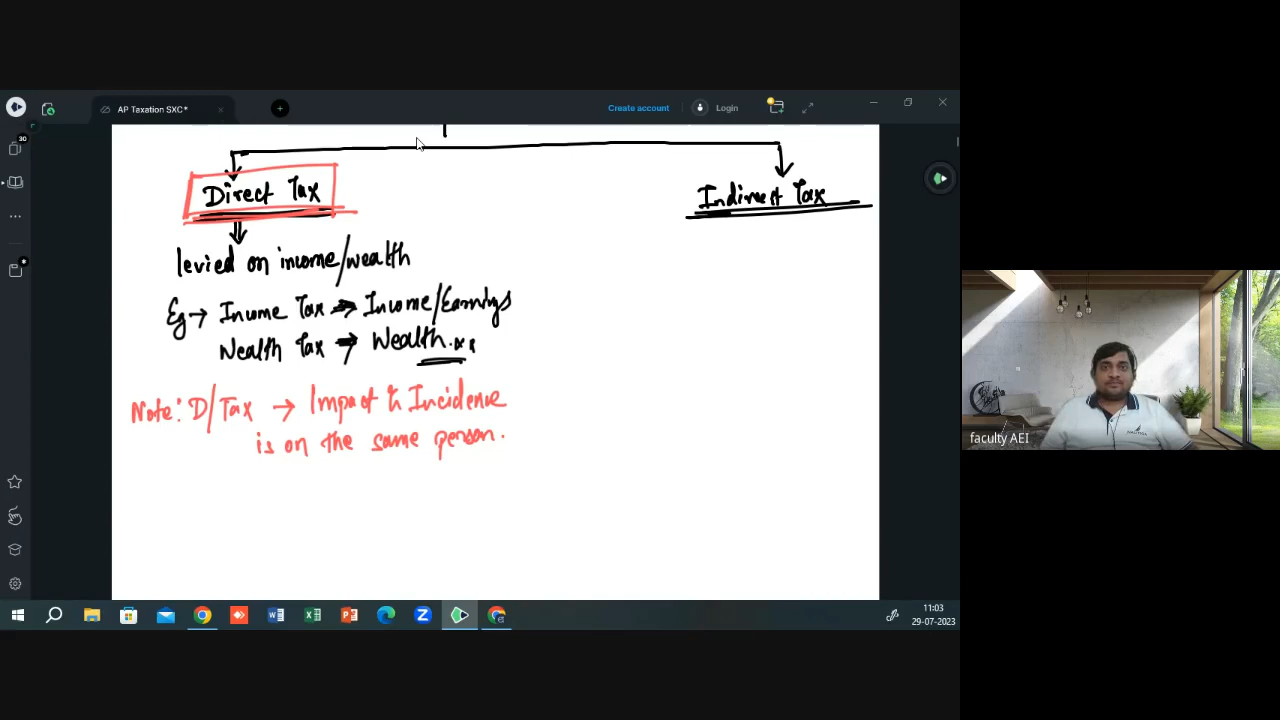 AP Taxation SXC*
Create account
Login
30
Direct Tax
Indirect Tax
levied on income/wealth
Eg → Income Tax → Income/Earnings
Wealth Tax → Wealth
Note: D/Tax → Impact & Incidence
is on the same person.
faculty AEI
NAUTICA
11:03
29-07-2023